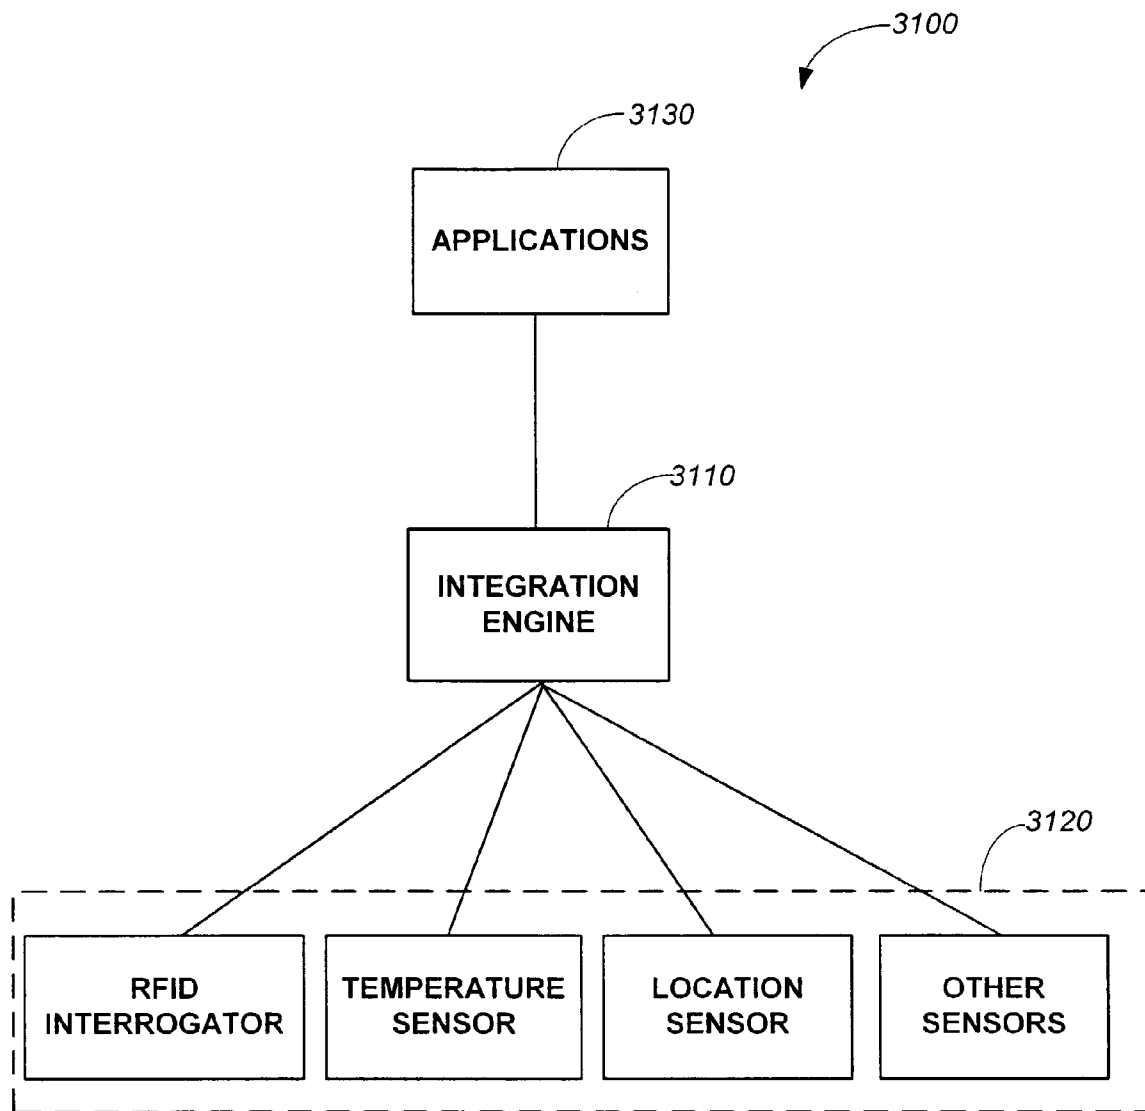 3100
3130
APPLICATIONS
3110
INTEGRATION
ENGINE
3120
RFID
INTERROGATOR
TEMPERATURE
SENSOR
LOCATION
SENSOR
OTHER
SENSORS